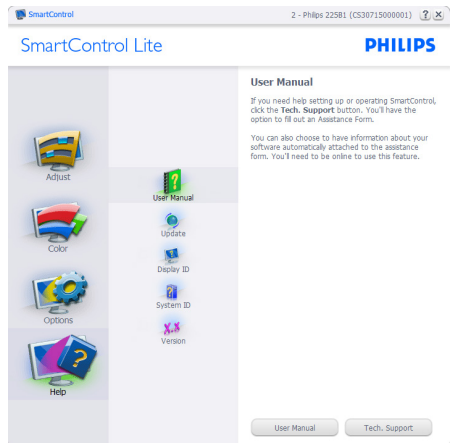 SmartControl
2 - Philips 225B1 (CS30715000001)
? X
SmartControl Lite
PHILIPS
Adjust
Color
Options
Help
User Manual
Update
Display ID
System ID
X.X
Version
User Manual
If you need help setting up or operating SmartControl,
click the Tech. Support button. You'll have the
option to fill out an Assistance Form.
You can also choose to have information about your
software automatically attached to the assistance
form. You'll need to be online to use this feature.
User Manual
Tech. Support